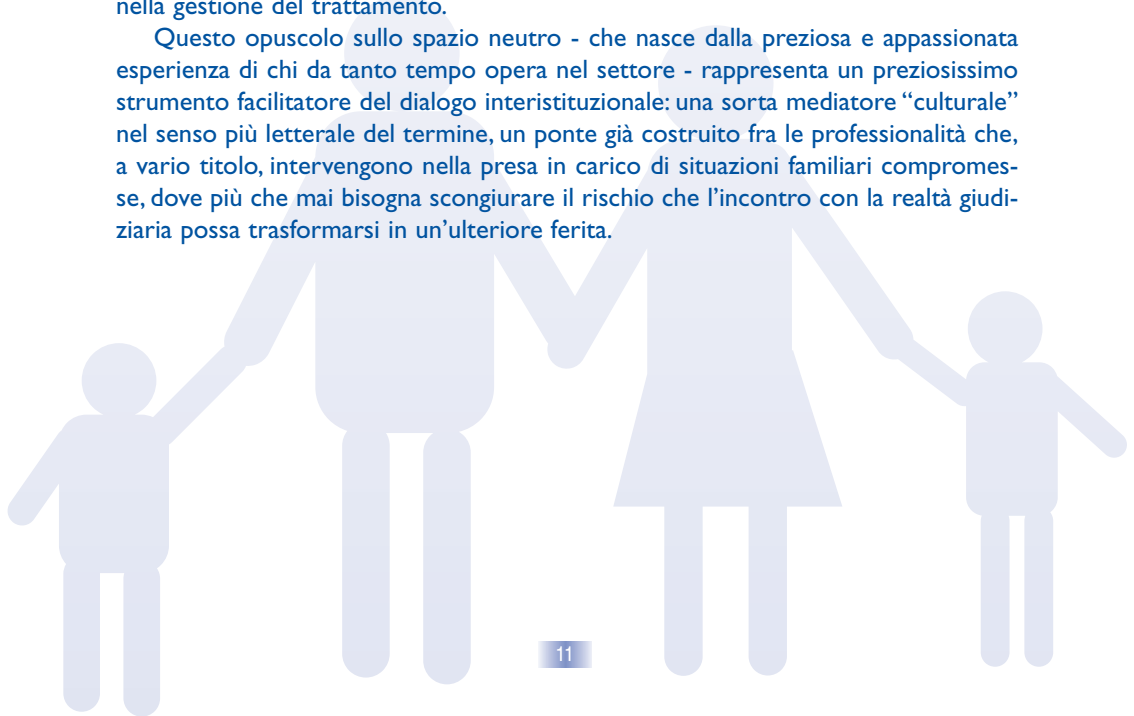 nella gestione del trattamento.
Questo opuscolo sullo spazio neutro - che nasce dalla preziosa e appassionata
esperienza di chi da tanto tempo opera nel settore - rappresenta un preziosissimo
strumento facilitatore del dialogo interistituzionale: una sorta mediatore “culturale”
nel senso più letterale del termine, un ponte già costruito fra le professionalità che,
a vario titolo, intervengono nella presa in carico di situazioni familiari compromes-
se, dove più che mai bisogna scongiurare il rischio che l’incontro con la realtà giudi-
ziaria possa trasformarsi in un’ulteriore ferita.
11